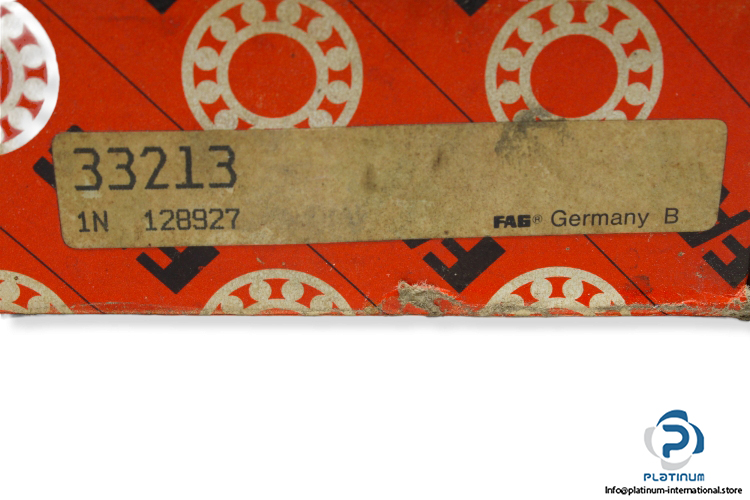 33213
1N 128927
FAG® Germany B
PLATINUM
Info@platinum-international.store